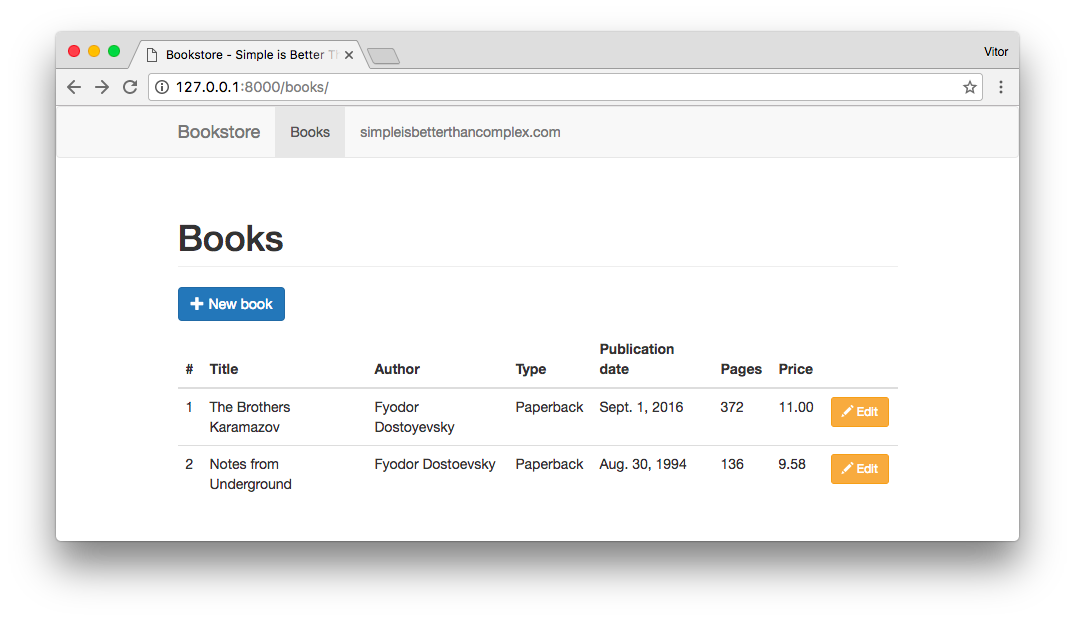 Bookstore - Simple is Better Th
Vitor
127.0.0.1:8000/books/
Bookstore Books simpleisbetterthancomplex.com
Books
New book
# Title Author Type Publication date Pages Price
1 The Brothers Karamazov Fyodor Dostoyevsky Paperback Sept. 1, 2016 372 11.00 Edit
2 Notes from Underground Fyodor Dostoevsky Paperback Aug. 30, 1994 136 9.58 Edit